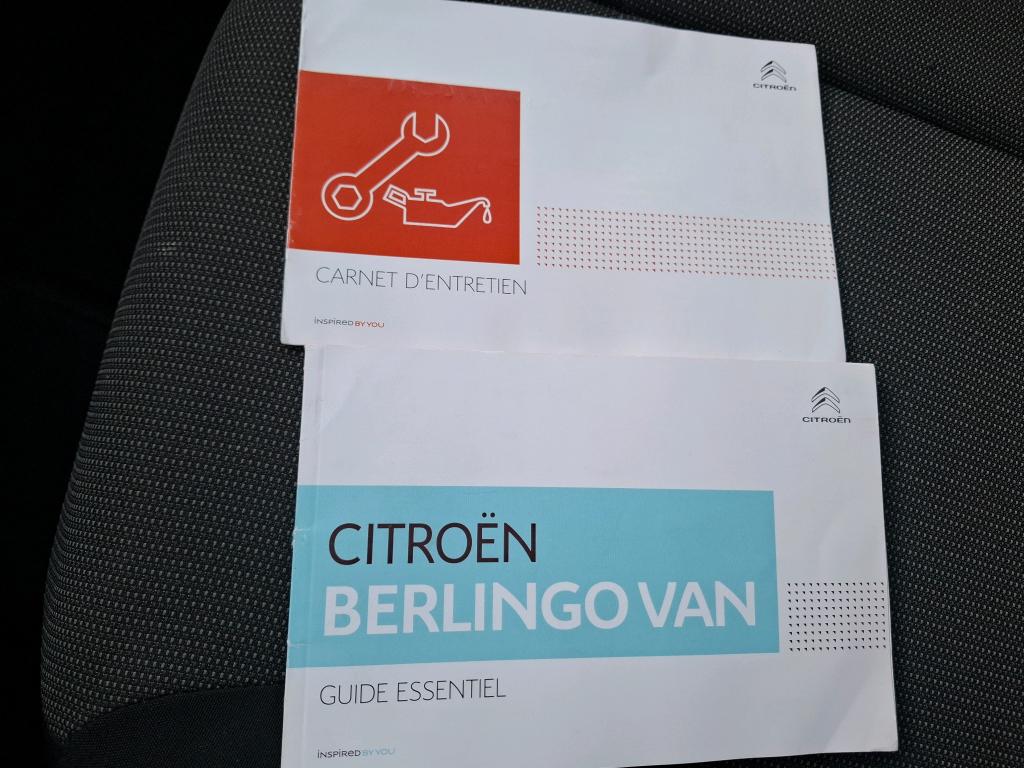 CITROËN
CARNET D'ENTRETIEN
INSPIRED BY YOU
CITROËN
CITROËN
BERLINGO VAN
GUIDE ESSENTIEL
INSPIRED BY YOU